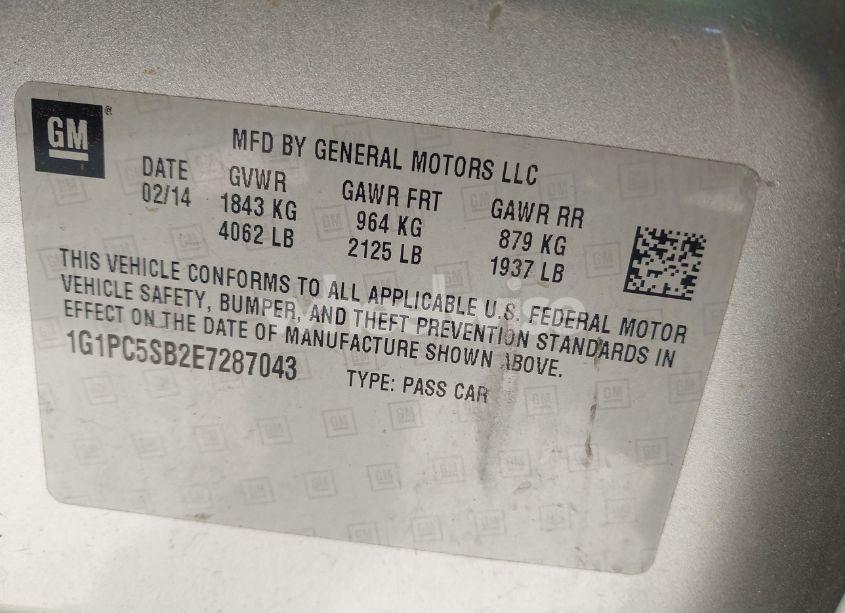 GM
MFD BY GENERAL MOTORS LLC
DATE GVWR GAWR FRT GAWR RR
02/14 1843 KG 964 KG 879 KG
4062 LB 2125 LB 1937 LB
THIS VEHICLE CONFORMS TO ALL APPLICABLE U.S. FEDERAL MOTOR
VEHICLE SAFETY, BUMPER, AND THEFT PREVENTION STANDARDS IN
EFFECT ON THE DATE OF MANUFACTURE SHOWN ABOVE.
1G1PC5SB2E7287043 TYPE: PASS CAR